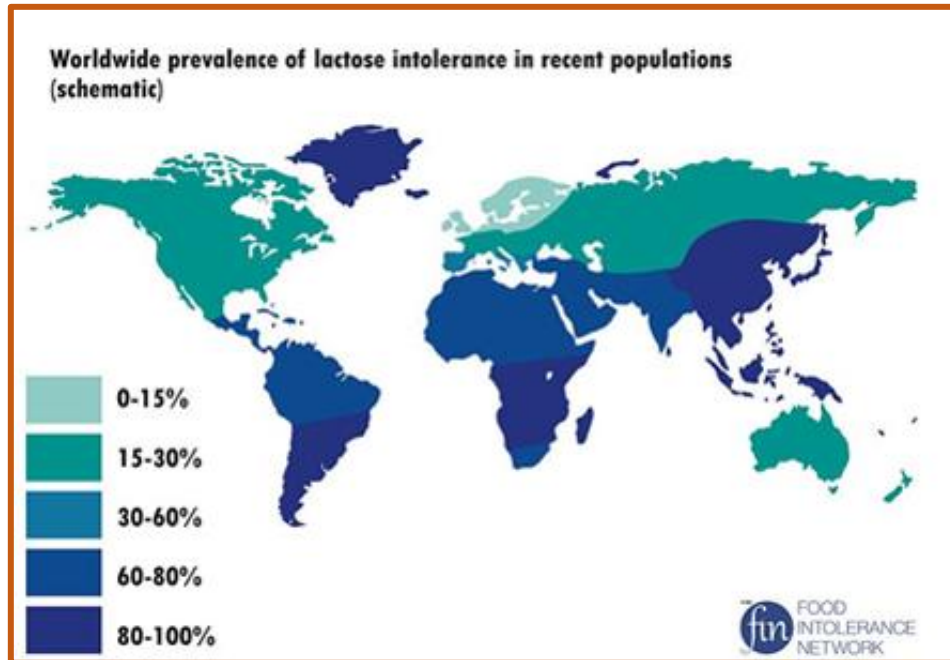 Worldwide prevalence of lactose intolerance in recent populations
(schematic)
0-15%
15-30%
30-60%
60-80%
80-100%
fin
FOOD
INTOLERANCE
NETWORK